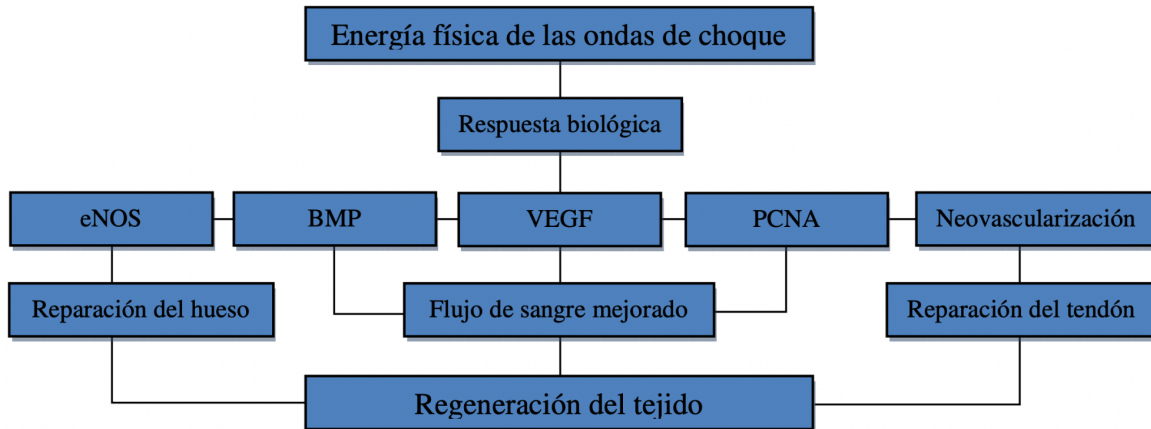 Energía física de las ondas de choque
Respuesta biológica
eNOS
BMP
VEGF
PCNA
Neovascularización
Reparación del hueso
Flujo de sangre mejorado
Reparación del tendón
Regeneración del tejido